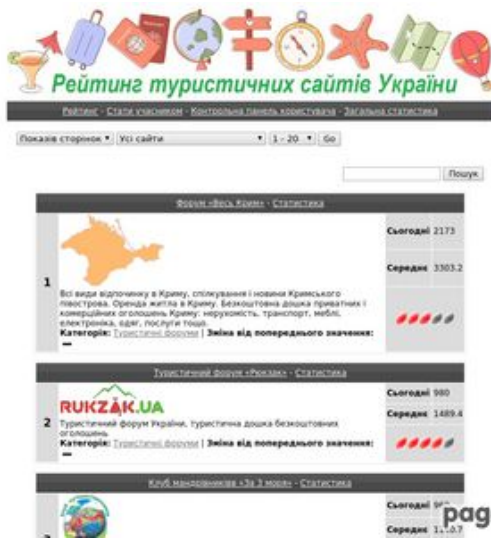 Рейтинг туристичних сайтів України
Рейтинг - Стати учасником - Контрольна панель користувача - Загальна статистика
Показів сторінок Усі сайти 1 - 20 Go
Пошук
Форум «Весь Крим» - Статистика
1
Всі види відпочинку в Криму, спілкування і новини Кримського
півострова. Оренда житла в Криму. Безкоштовна дошка приватних і
комерційних оголошень Криму: нерухомість, транспорт, меблі,
електроніка, одяг, послуги тощо.
Категорія: Туристичні форуми | Зміна від попереднього значення:
Сьогодні 2173
Середнє 3303.2
Туристичний форум «Рюкзак» - Статистика
2
RUKZAK.UA
Туристичний форум України, туристична дошка безкоштовних
оголошень
Категорія: Туристичні форуми | Зміна від попереднього значення:
Сьогодні 980
Середнє 1489.4
Клуб мандрівників «За 3 моря» - Статистика
3
Сьогодні
Середнє
pag